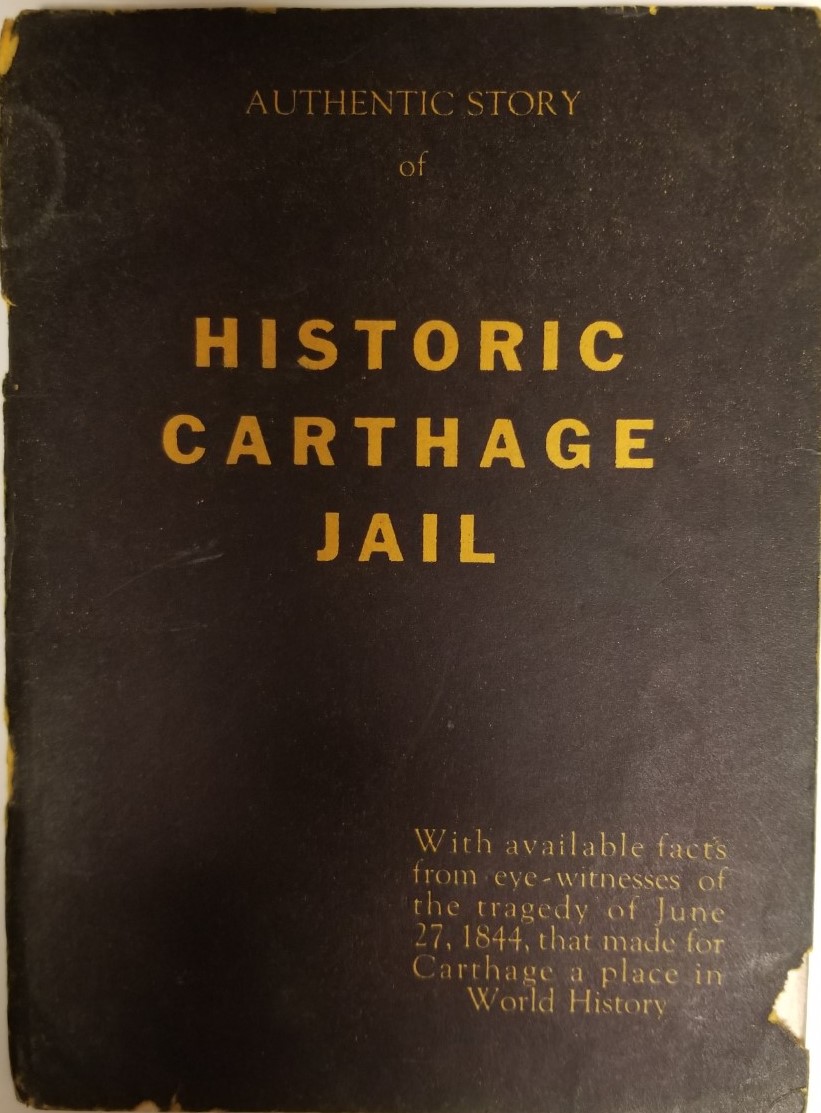 AUTHENTIC STORY
of
HISTORIC
CARTHAGE
JAIL
With available facts
from eye-witnesses of
the tragedy of June
27, 1844, that made for
Carthage a place in
World History